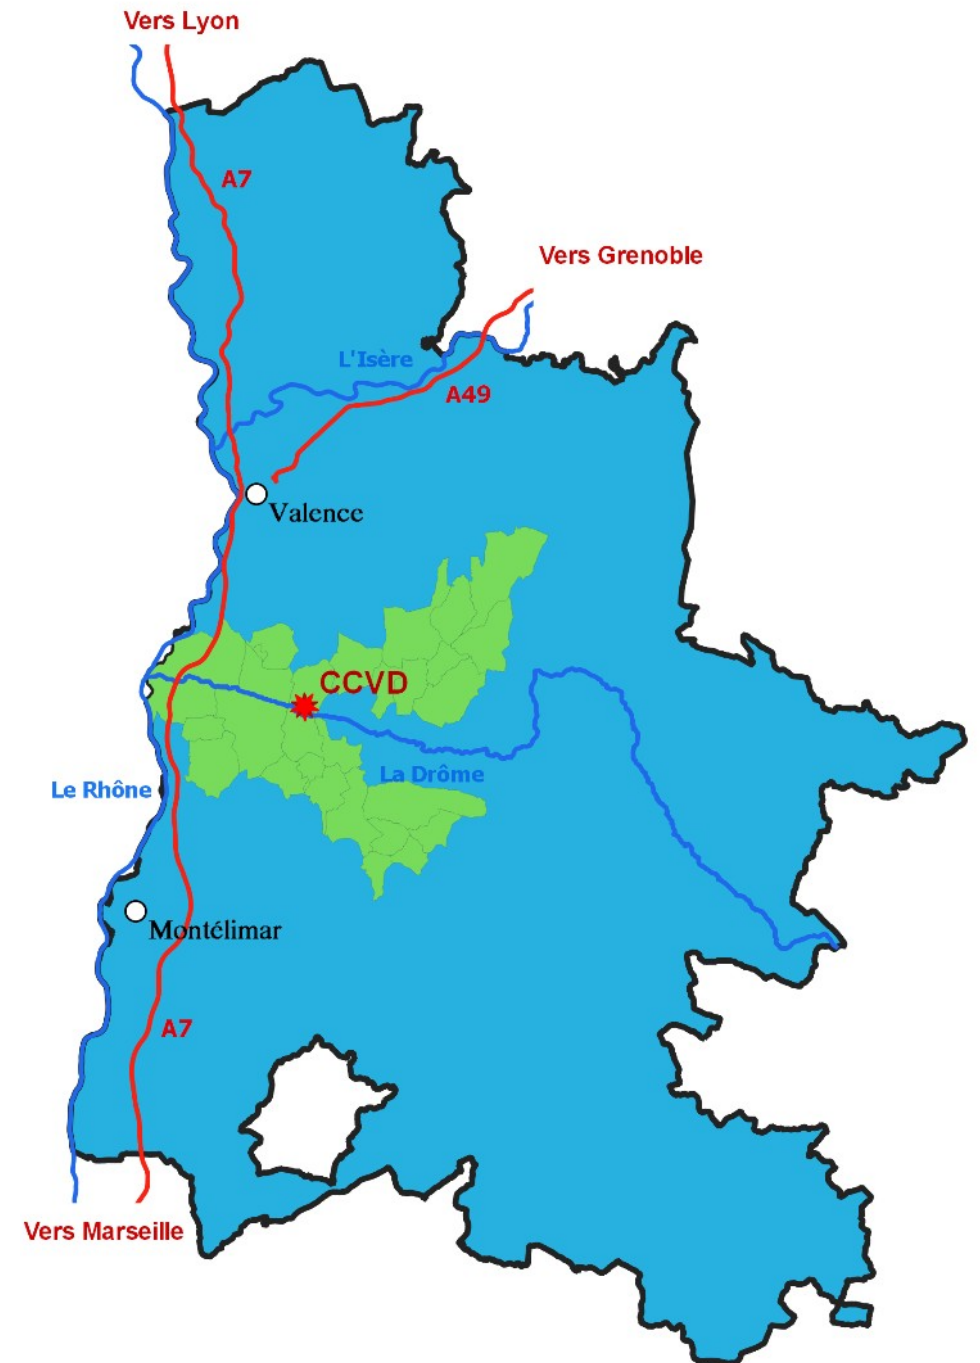 Vers Lyon
A7
Vers Grenoble
L'Isère
A49
Valence
CCVD
La Drôme
Le Rhône
Montélimar
A7
Vers Marseille